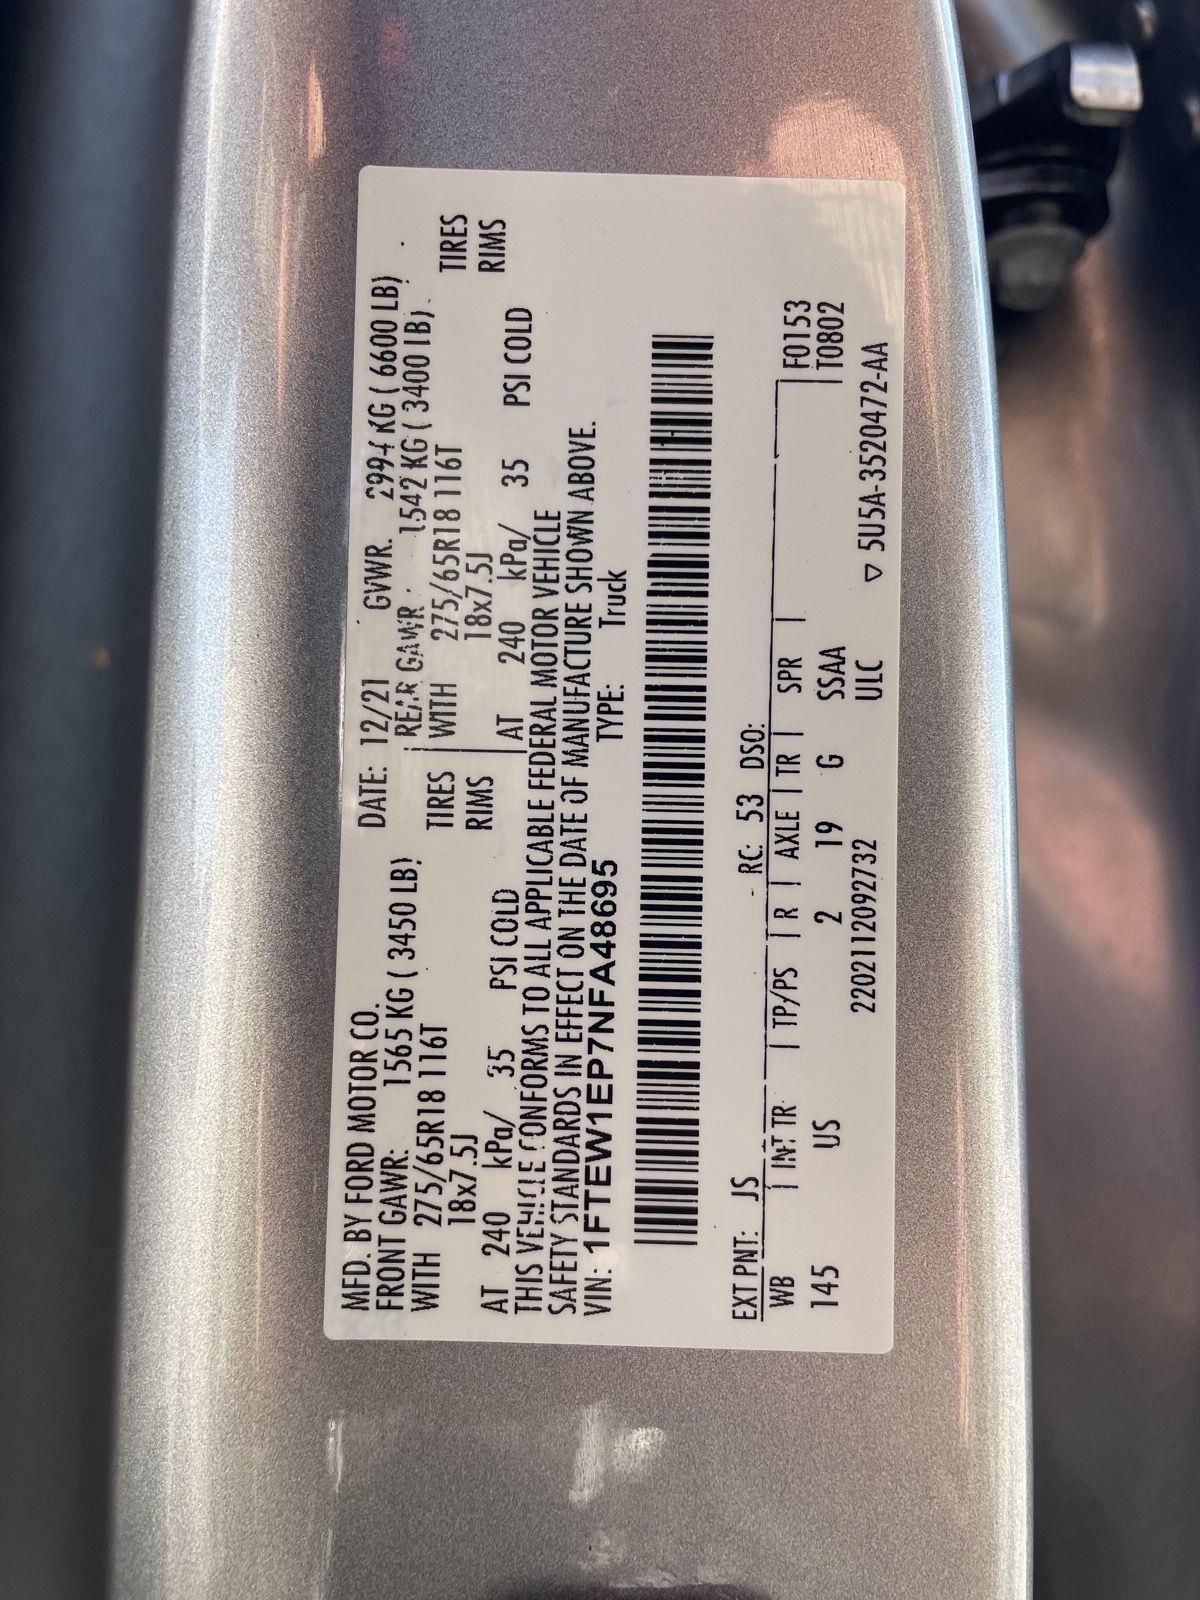 MFD. BY FORD MOTOR CO.
DATE: 12/21 GVWR. 2994 KG ( 6600 LB)
FRONT GAWR: 1565 KG ( 3450 LB)
REAR GAWR 1542 KG ( 3400 LB)
WITH 275/65R18 116T TIRES
WITH 275/65R18 116T TIRES
18x7.5J RIMS
18x7.5J RIMS
AT 240 kPa/ 35 PSI COLD
AT 240 kPa/ 35 PSI COLD
THIS VEHICLE CONFORMS TO ALL APPLICABLE FEDERAL MOTOR VEHICLE
SAFETY STANDARDS IN EFFECT ON THE DATE OF MANUFACTURE SHOWN ABOVE.
VIN: 1FTEW1EP7NFA48695 TYPE: Truck
EXT PNT: JS RC: 53 DSO:
F0153
WB | INT TR | TP/PS | R | AXLE | TR | SPR |
T0802
145 US 2 19 G SSAA
2202112092732 ULC ▽ 5U5A-3520472-AA